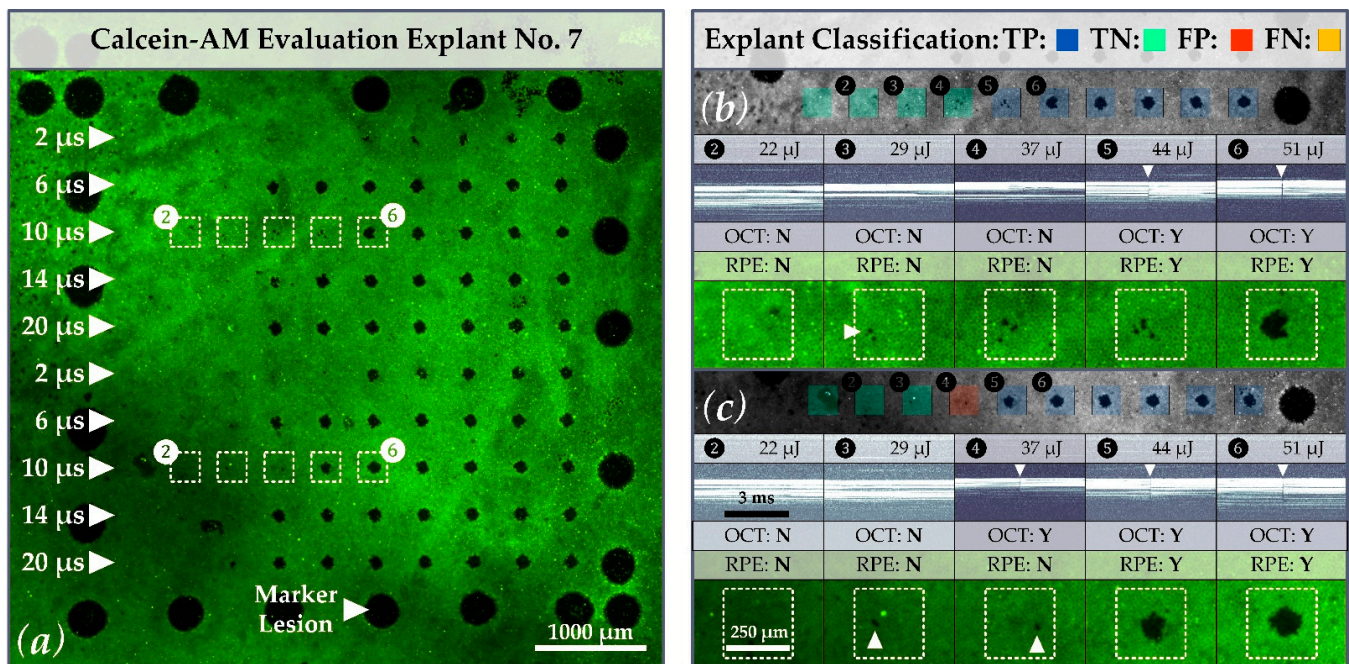 Calcein-AM Evaluation Explant No. 7
2 µs
6 µs
10 µs
14 µs
20 µs
2 µs
6 µs
10 µs
14 µs
20 µs
2
6
2
6
Marker
Lesion
1000 µm
(a)
Explant Classification: TP: TN: FP: FN:
(b)
2 3 4 5 6
2 22 µJ 3 29 µJ 4 37 µJ 5 44 µJ 6 51 µJ
OCT: N OCT: N OCT: N OCT: Y OCT: Y
RPE: N RPE: N RPE: N RPE: Y RPE: Y
(c)
2 3 4 5 6
2 22 µJ 3 29 µJ 4 37 µJ 5 44 µJ 6 51 µJ
3 ms
OCT: N OCT: N OCT: Y OCT: Y OCT: Y
RPE: N RPE: N RPE: N RPE: Y RPE: Y
250 µm